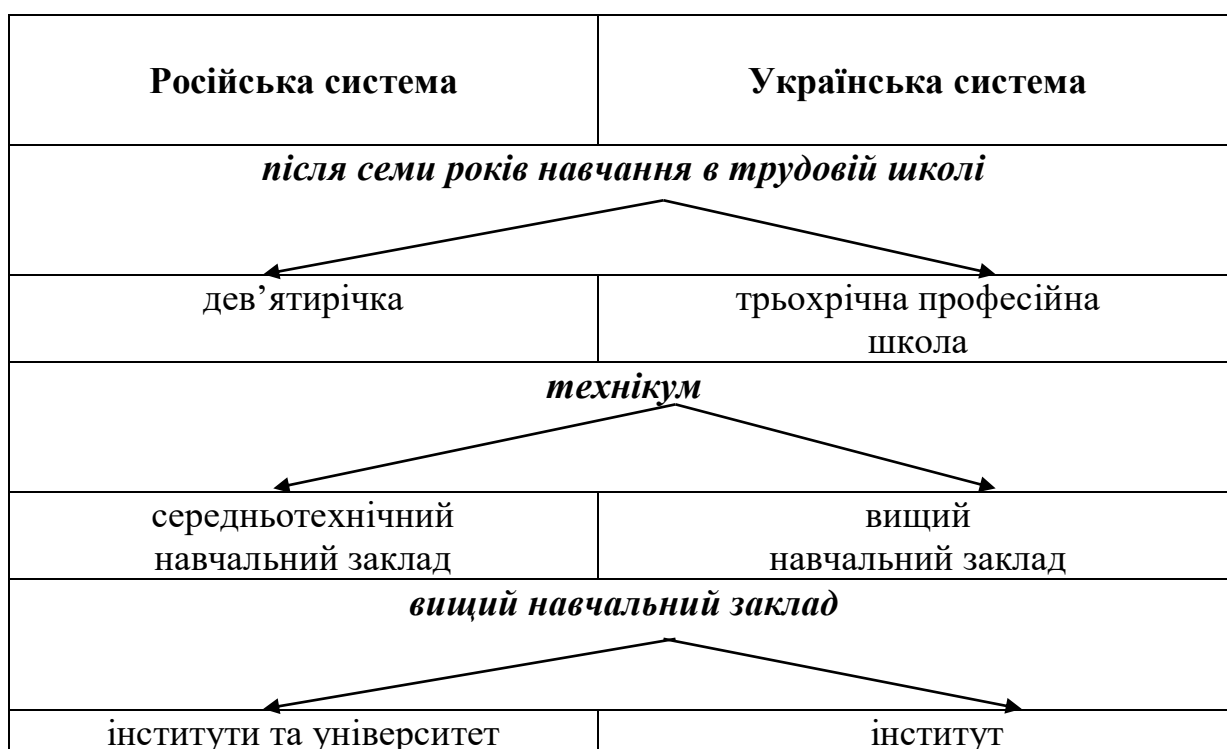 Російська система
Українська система
після семи років навчання в трудовій школі
дев’ятирічка
трьохрічна професійна
школа
технікум
середньотехнічний
навчальний заклад
вищий
навчальний заклад
вищий навчальний заклад
інститути та університет
інститут